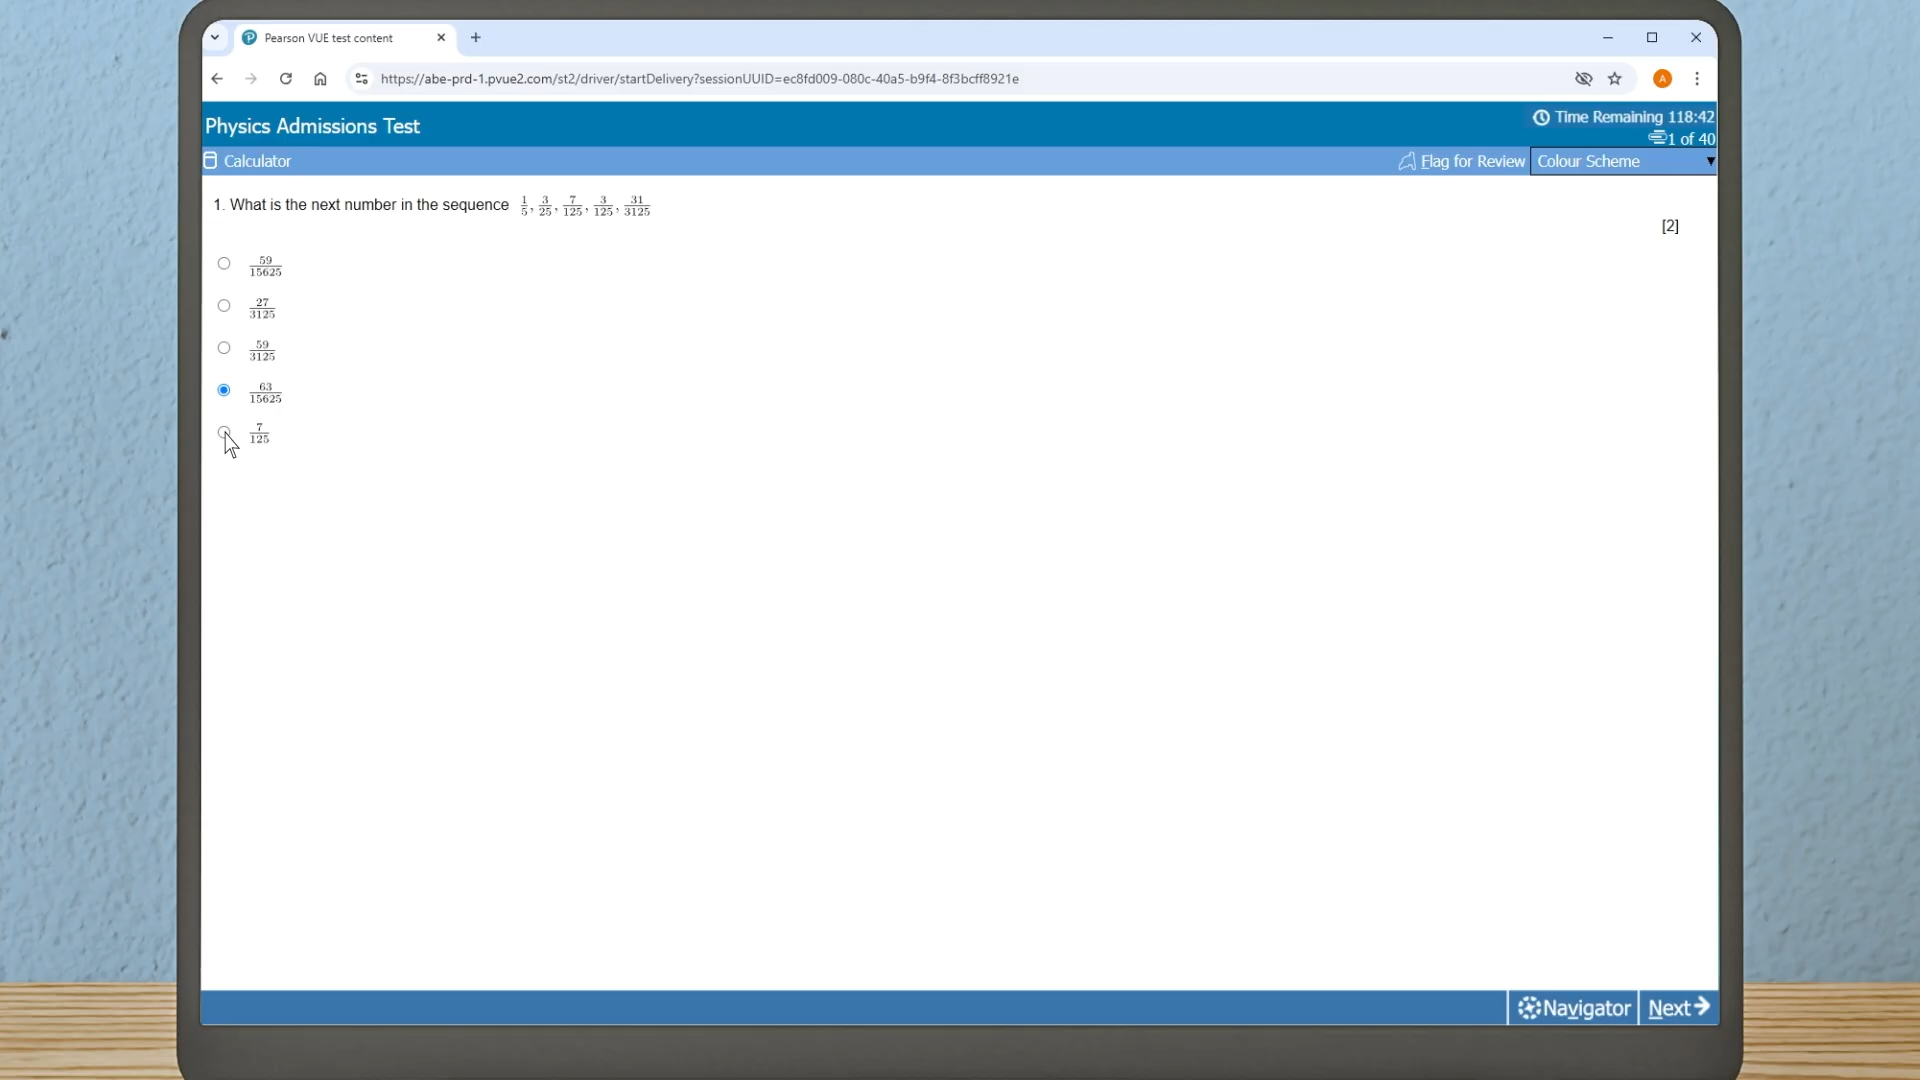 Pearson VUE test content
https://abe-prd-1.pvue2.com/st2/driver/startDelivery?sessionUUID=ec8fd009-080c-40a5-b9f4-8f3bcff8921e
A
Physics Admissions Test
Time Remaining 118:42
1 of 40
Calculator
Flag for Review
Colour Scheme
1. What is the next number in the sequence 1/5, 3/25, 7/125, 3/125, 31/3125
[2]
59/15625
27/3125
59/3125
63/15625
7/125
Navigator
Next